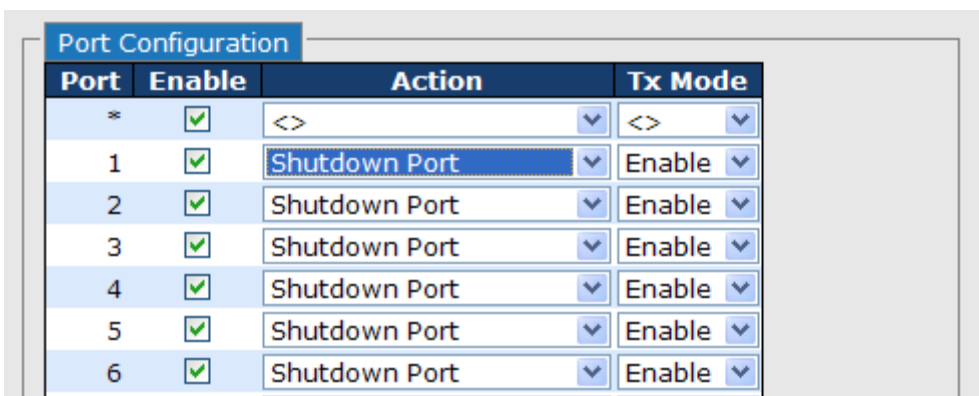 Port Configuration
Port Enable Action Tx Mode
* <> <>
1 Shutdown Port Enable
2 Shutdown Port Enable
3 Shutdown Port Enable
4 Shutdown Port Enable
5 Shutdown Port Enable
6 Shutdown Port Enable